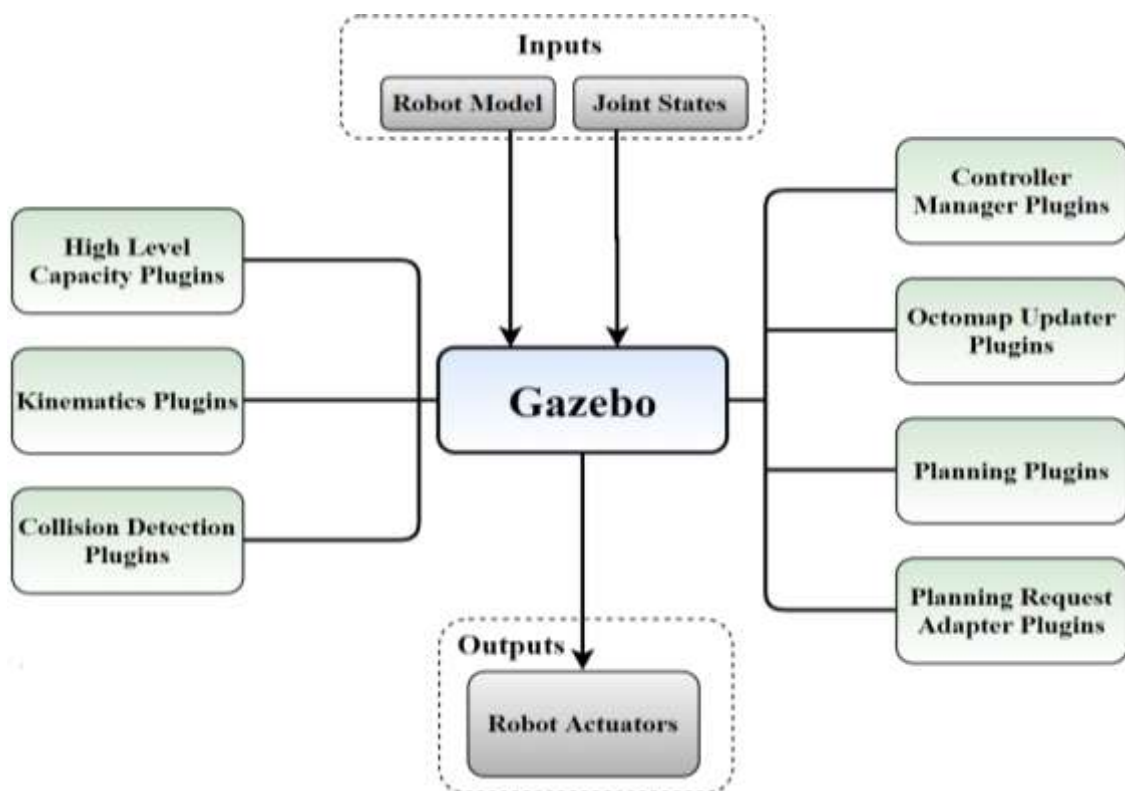 Inputs
Robot Model
Joint States
Controller
Manager Plugins
High Level
Capacity Plugins
Octomap Updater
Plugins
Kinematics Plugins
Gazebo
Planning Plugins
Collision Detection
Plugins
Planning Request
Adapter Plugins
Outputs
Robot Actuators